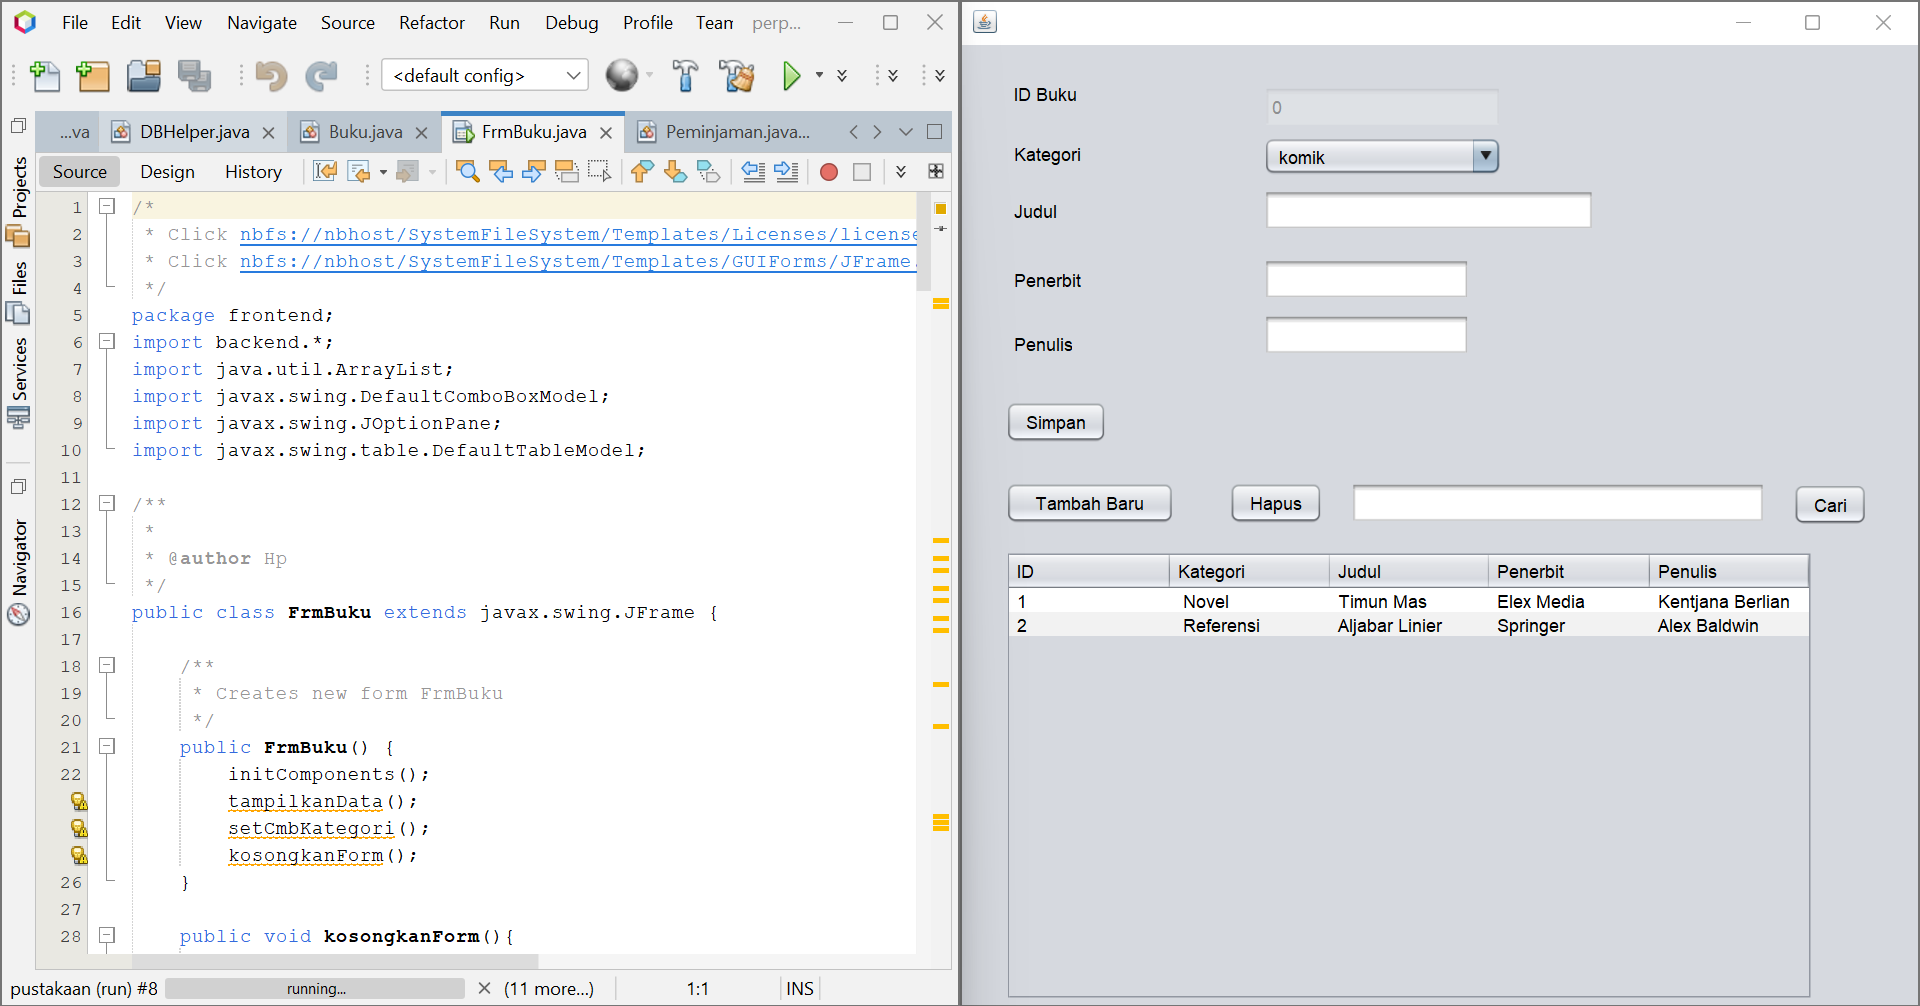 File Edit View Navigate Source Refactor Run Debug Profile Team perp...
<default config>
...va DBHelper.java Buku.java FrmBuku.java Peminjaman.java...
Source Design History
Projects
Files
Services
Navigator
1 /*
2 * Click nbfs://nbhost/SystemFileSystem/Templates/Licenses/license
3 * Click nbfs://nbhost/SystemFileSystem/Templates/GUIForms/JFrame.
4 */
5 package frontend;
6 import backend.*;
7 import java.util.ArrayList;
8 import javax.swing.DefaultComboBoxModel;
9 import javax.swing.JOptionPane;
10 import javax.swing.table.DefaultTableModel;
11
12 /**
13 *
14 * @author Hp
15 */
16 public class FrmBuku extends javax.swing.JFrame {
17
18 /**
19 * Creates new form FrmBuku
20 */
21 public FrmBuku() {
22 initComponents();
tampilkanData();
setCmbKategori();
kosongkanForm();
26 }
27
28 public void kosongkanForm(){
pustakaan (run) #8 running... (11 more...) 1:1 INS
ID Buku 0
Kategori komik
Judul
Penerbit
Penulis
Simpan
Tambah Baru Hapus Cari
ID Kategori Judul Penerbit Penulis
1 Novel Timun Mas Elex Media Kentjana Berlian
2 Referensi Aljabar Linier Springer Alex Baldwin